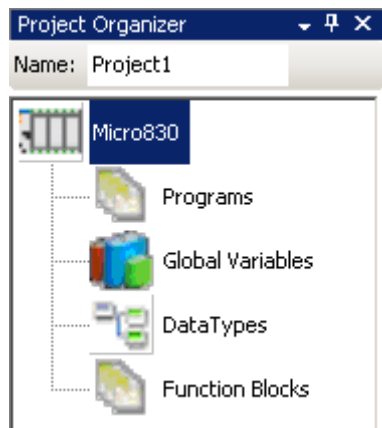 Project Organizer
Name: Project1
Micro830
Programs
Global Variables
DataTypes
Function Blocks